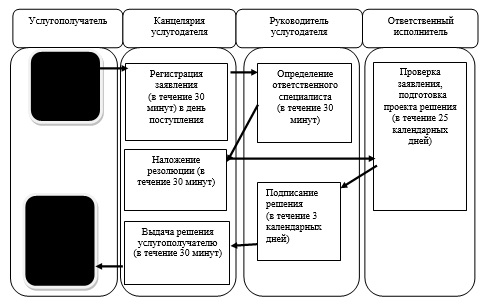 Услугополучатель
Канцелярия
услугодателя
Руководитель
услугодателя
Ответственный
исполнитель
Регистрация
заявления
(в течение 30
минут) в день
поступления
Определение
ответственного
специалиста
(в течение 30
минут)
Проверка
заявления,
подготовка
проекта решения
(в течение 25
календарных
дней)
Наложение
резолюции (в
течение 30 минут)
Подписание
решения
(в течение 3
календарных
дней)
Выдача решения
услугополучателю
(в течение 30 минут)